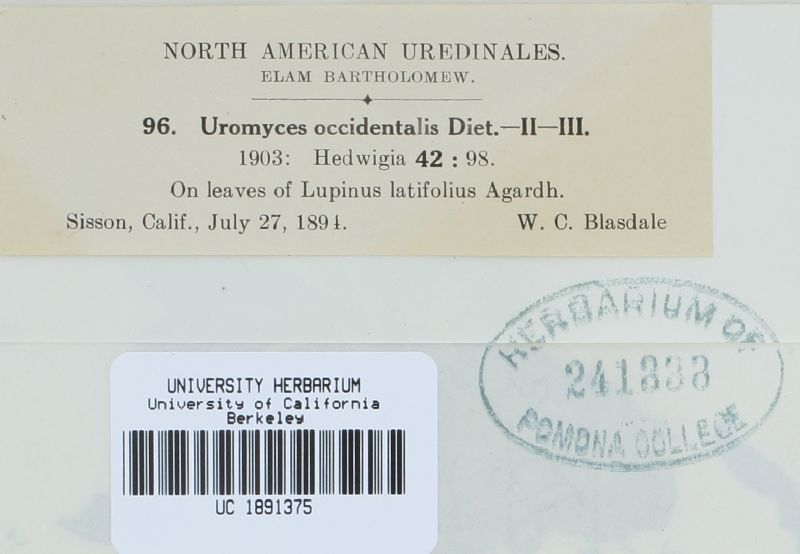 NORTH AMERICAN UREDINALES.
ELAM BARTHOLOMEW.
96. Uromyces occidentalis Diet.—II—III.
1903: Hedwigia 42 : 98.
On leaves of Lupinus latifolius Agardh.
Sisson, Calif., July 27, 1894. W. C. Blasdale
HERBARIUM OF
241838
POMONA COLLEGE
UNIVERSITY HERBARIUM
University of California
Berkeley
UC 1891375